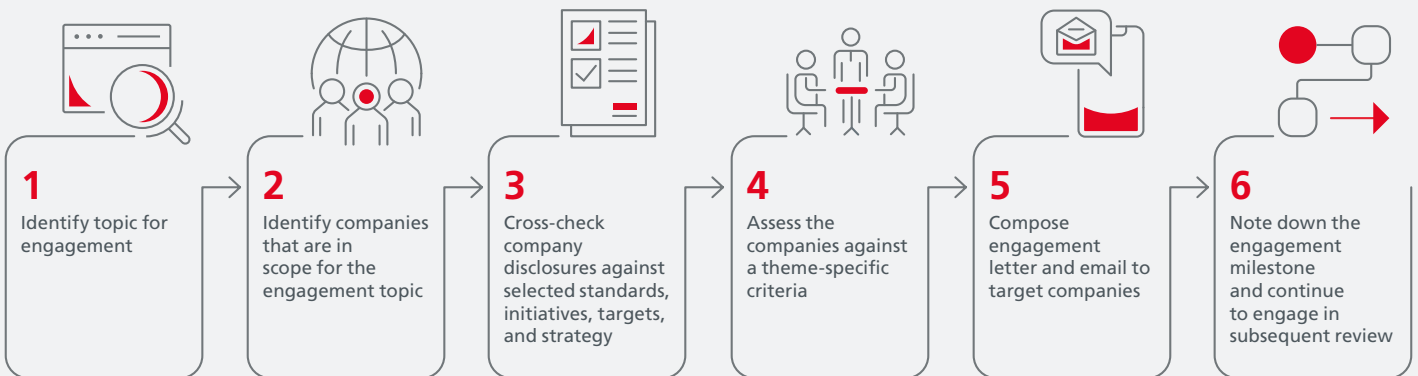 1
Identify topic for
engagement
2
Identify companies
that are in
scope for the
engagement topic
3
Cross-check
company
disclosures against
selected standards,
initiatives, targets,
and strategy
4
Assess the
companies against
a theme-specific
criteria
5
Compose
engagement
letter and email to
target companies
6
Note down the
engagement
milestone
and continue
to engage in
subsequent review